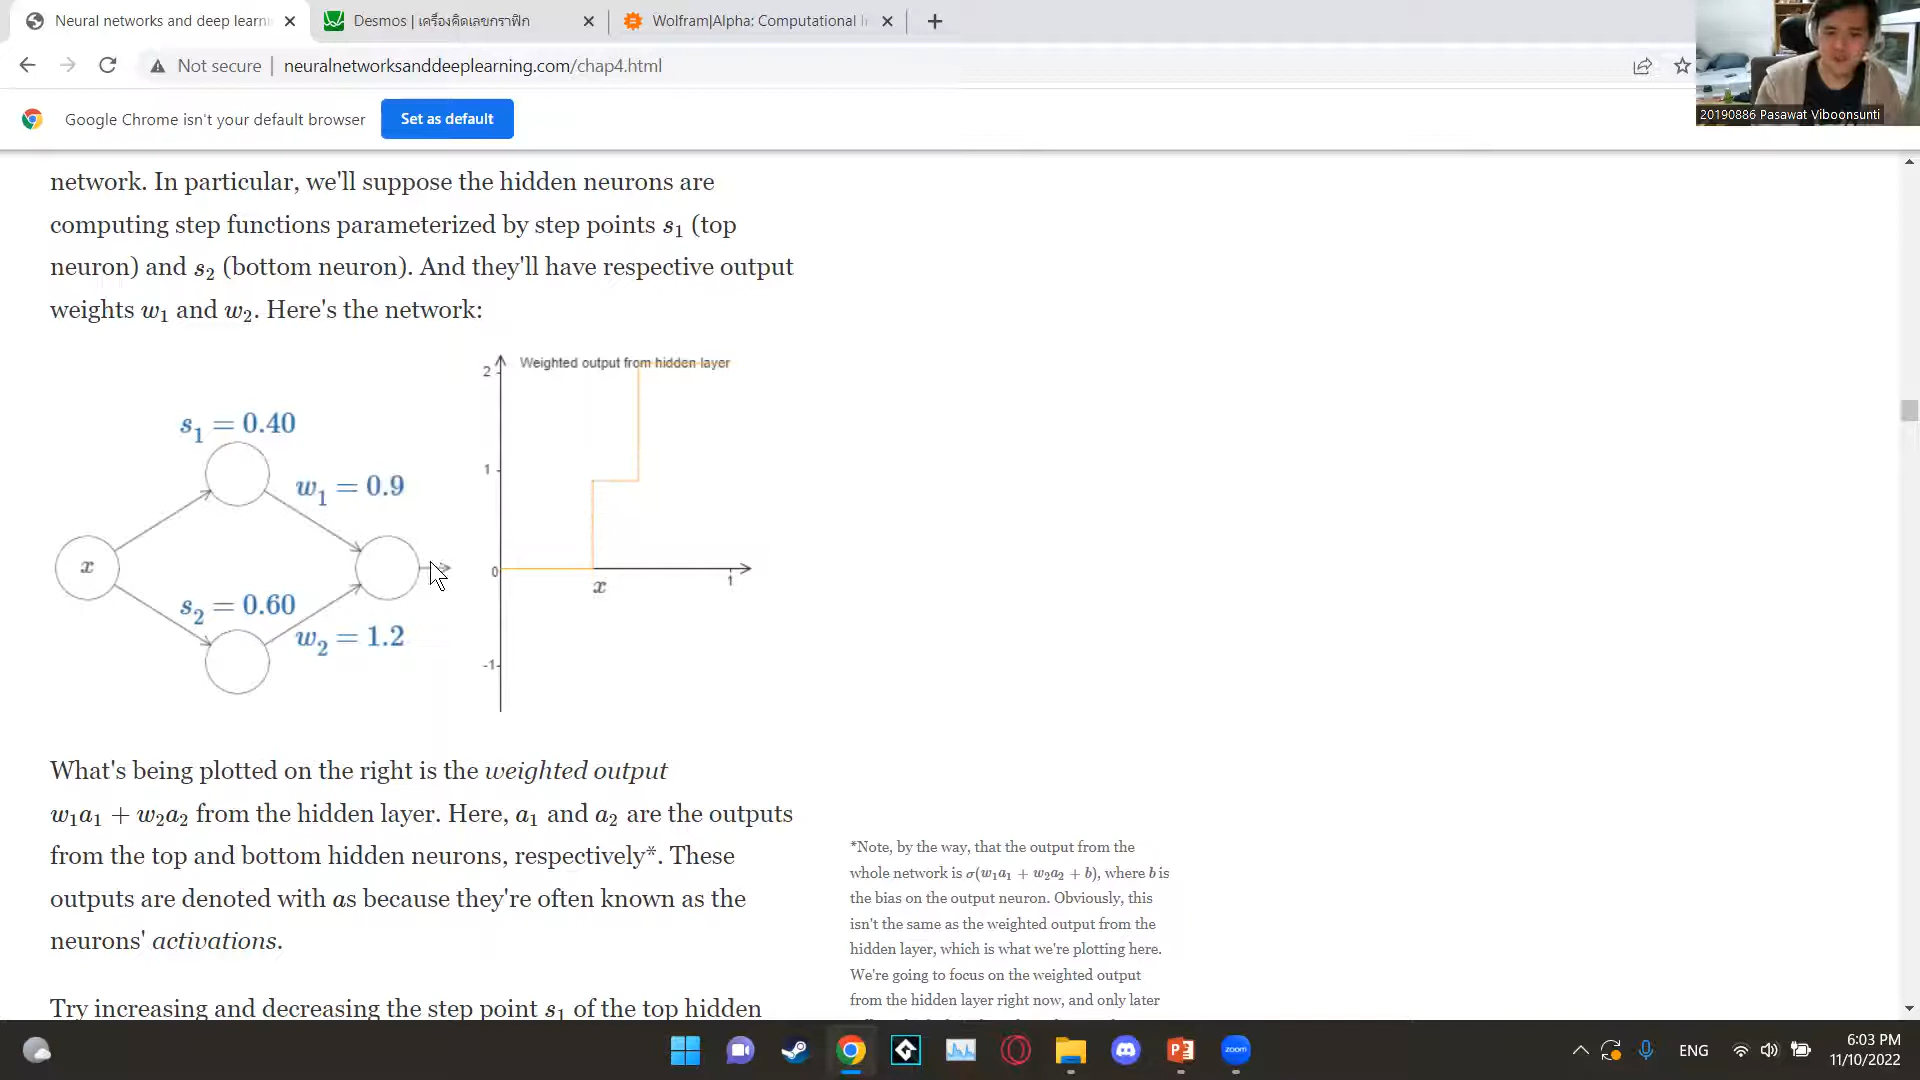 Neural networks and deep learni
Desmos | เครื่องคิดเลขกราฟิก
Wolfram|Alpha: Computational I
Not secure
neuralnetworksanddeeplearning.com/chap4.html
20190886 Pasawat Viboonsunti
Google Chrome isn't your default browser
Set as default
network. In particular, we'll suppose the hidden neurons are
computing step functions parameterized by step points s₁ (top
neuron) and s₂ (bottom neuron). And they'll have respective output
weights w₁ and w₂. Here's the network:
Weighted output from hidden layer
2
1
0
-1
x
1
s₁ = 0.40
w₁ = 0.9
x
s₂ = 0.60
w₂ = 1.2
What's being plotted on the right is the weighted output
w₁a₁ + w₂a₂ from the hidden layer. Here, a₁ and a₂ are the outputs
from the top and bottom hidden neurons, respectively*. These
outputs are denoted with as because they're often known as the
neurons' activations.
*Note, by the way, that the output from the
whole network is σ(w₁a₁ + w₂a₂ + b), where b is
the bias on the output neuron. Obviously, this
isn't the same as the weighted output from the
hidden layer, which is what we're plotting here.
We're going to focus on the weighted output
from the hidden layer right now, and only later
Try increasing and decreasing the step point s₁ of the top hidden
zoom
ENG
6:03 PM
11/10/2022